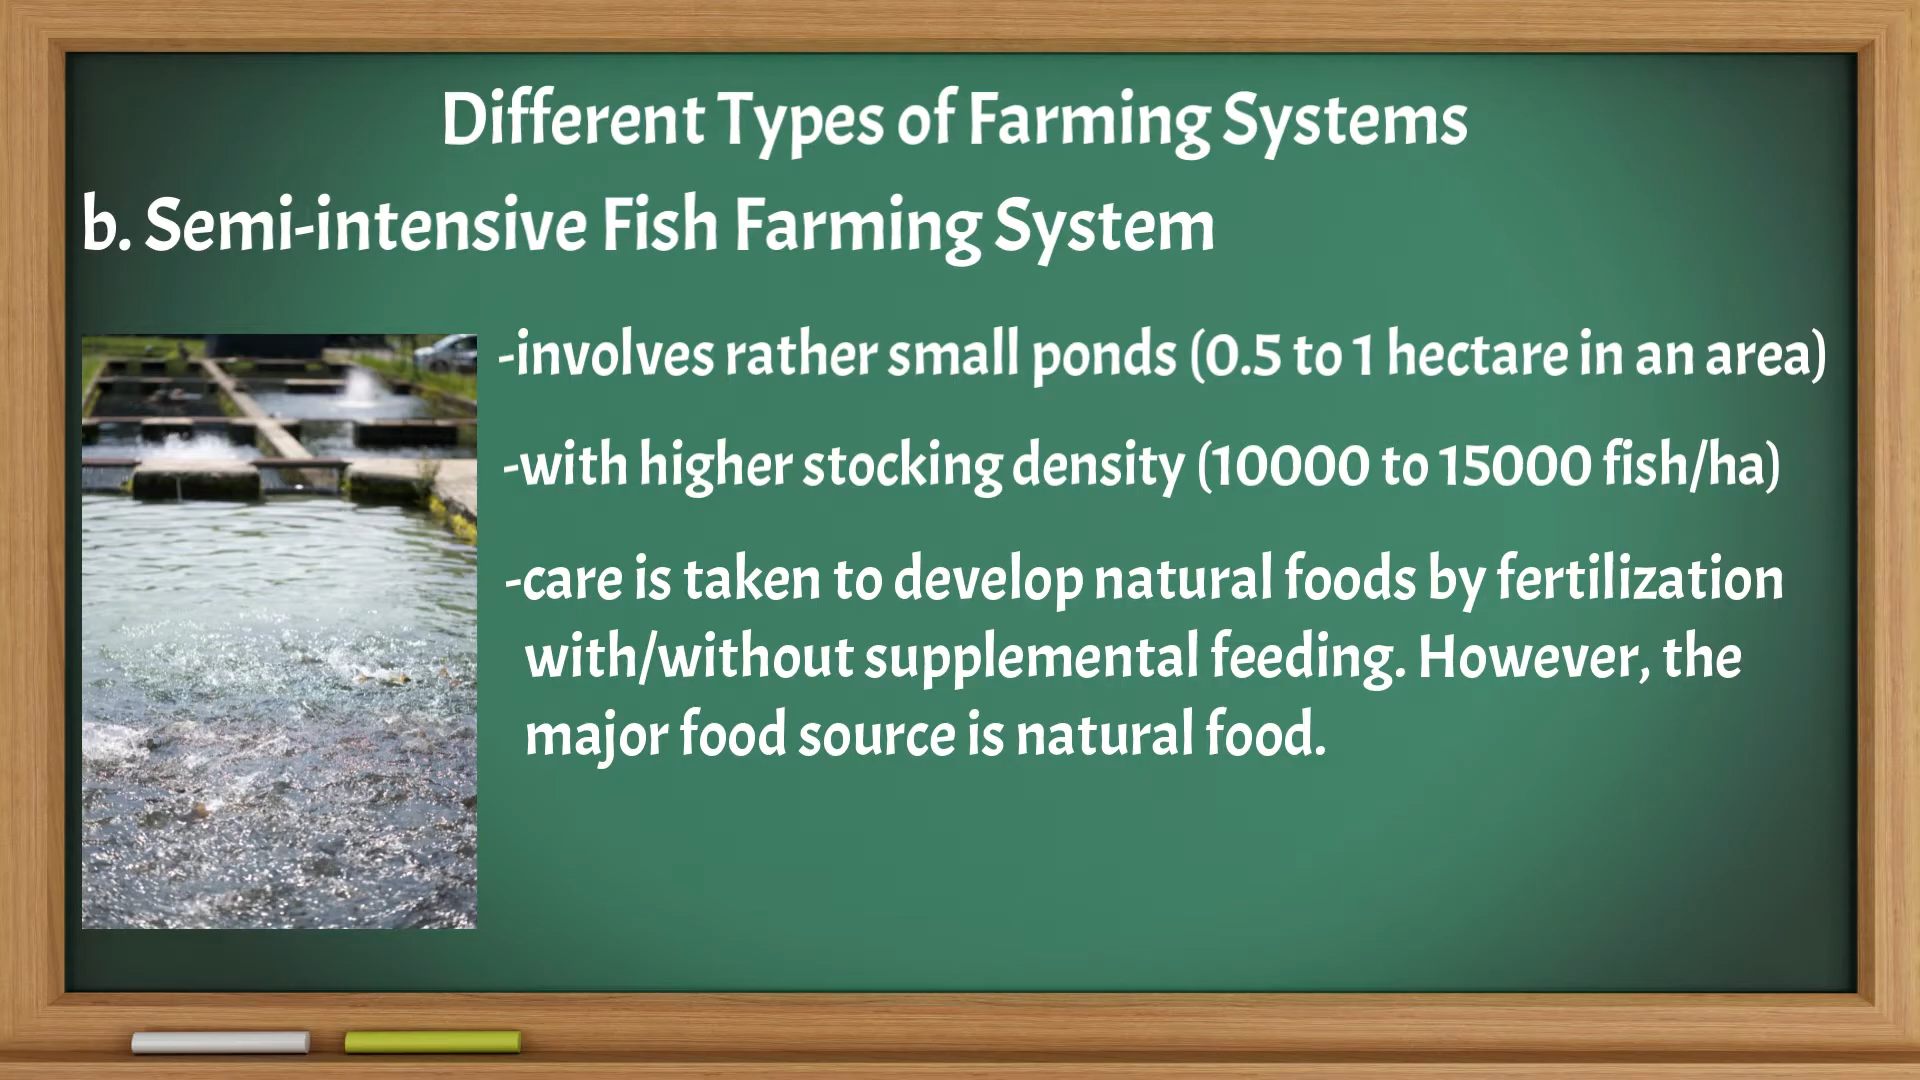 Different Types of Farming Systems
b. Semi-intensive Fish Farming System
-involves rather small ponds (0.5 to 1 hectare in an area)
-with higher stocking density (10000 to 15000 fish/ha)
-care is taken to develop natural foods by fertilization
with/without supplemental feeding. However, the
major food source is natural food.